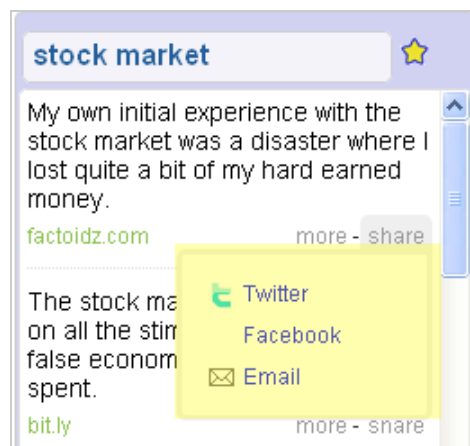 stock market
My own initial experience with the
stock market was a disaster where I
lost quite a bit of my hard earned
money.
factoidz.com more - share
Twitter
Facebook
Email
The stock ma
on all the stim
false econom
spent.
bit.ly more - share